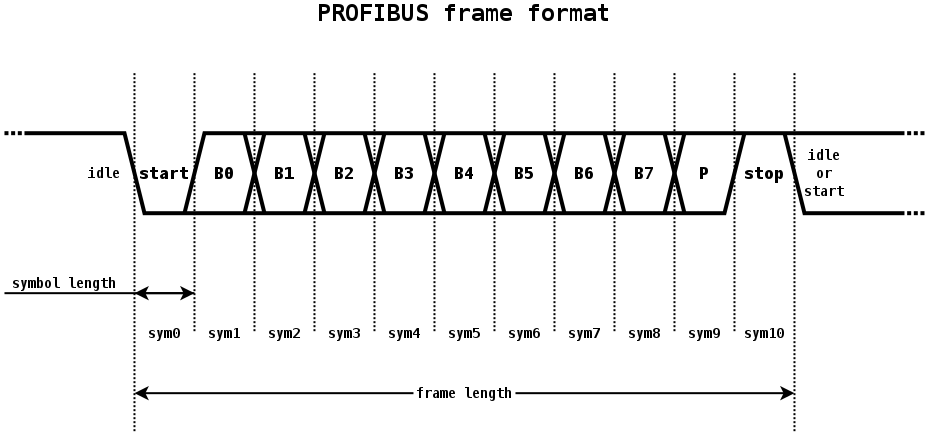 PROFIBUS frame format
idle start B0 B1 B2 B3 B4 B5 B6 B7 P stop idle
or
start
symbol length
sym0 sym1 sym2 sym3 sym4 sym5 sym6 sym7 sym8 sym9 sym10
frame length